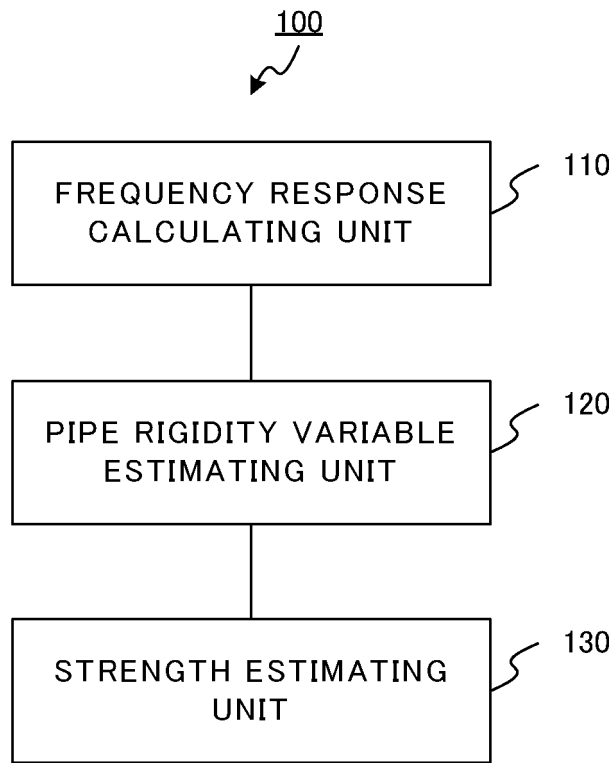 100
FREQUENCY RESPONSE
CALCULATING UNIT
110
PIPE RIGIDITY VARIABLE
ESTIMATING UNIT
120
STRENGTH ESTIMATING
UNIT
130